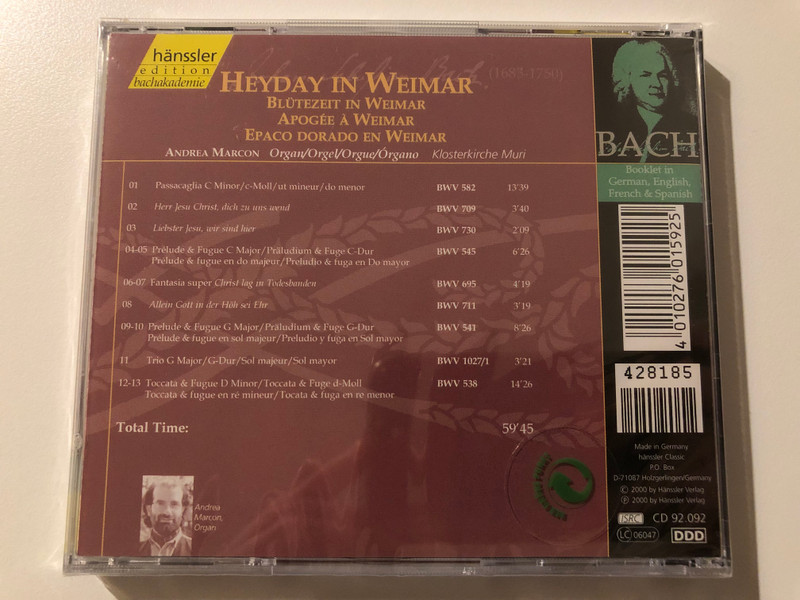 hänssler
edition
bachakademie
(1685-1750)
HEYDAY IN WEIMAR
BLÜTEZEIT IN WEIMAR
APOGÉE À WEIMAR
EPACO DORADO EN WEIMAR
ANDREA MARCON Organ/Orgel/Orgue/Órgano Klosterkirche Muri
01 Passacaglia C Minor/c-Moll/ut mineur/do menor BWV 582 13'39
02 Herr Jesu Christ, dich zu uns wend BWV 709 3'40
03 Liebster Jesu, wir sind hier BWV 730 2'09
04-05 Prélude & Fugue C Major/Präludium & Fuge C-Dur BWV 545 6'26
Prélude & fugue en do majeur/Preludio & fuga en Do mayor
06-07 Fantasia super Christ lag in Todesbanden BWV 695 4'19
08 Allein Gott in der Höh sei Ehr BWV 711 3'19
09-10 Prelude & Fugue G Major/Präludium & Fuge G-Dur BWV 541 8'26
Prélude & fugue en sol majeur/Preludio y fuga en Sol mayor
11 Trio G Major/G-Dur/Sol majeur/Sol mayor BWV 1027/1 3'21
12-13 Toccata & Fugue D Minor/Toccata & Fuge d-Moll BWV 538 14'26
Toccata & fugue en ré mineur/Tocata & fuga en re menor
Total Time: 59'45
Andrea
Marcon,
Organ
BACH
Booklet in
German, English,
French & Spanish
4 010276 015925
428185
Made in Germany
hänssler Classic
P.O. Box
D-71087 Holzgerlingen/Germany
© 2000 by Hänssler Verlag
℗ 2000 by Hänssler Verlag
ISRC CD 92.092
LC 06047 DDD